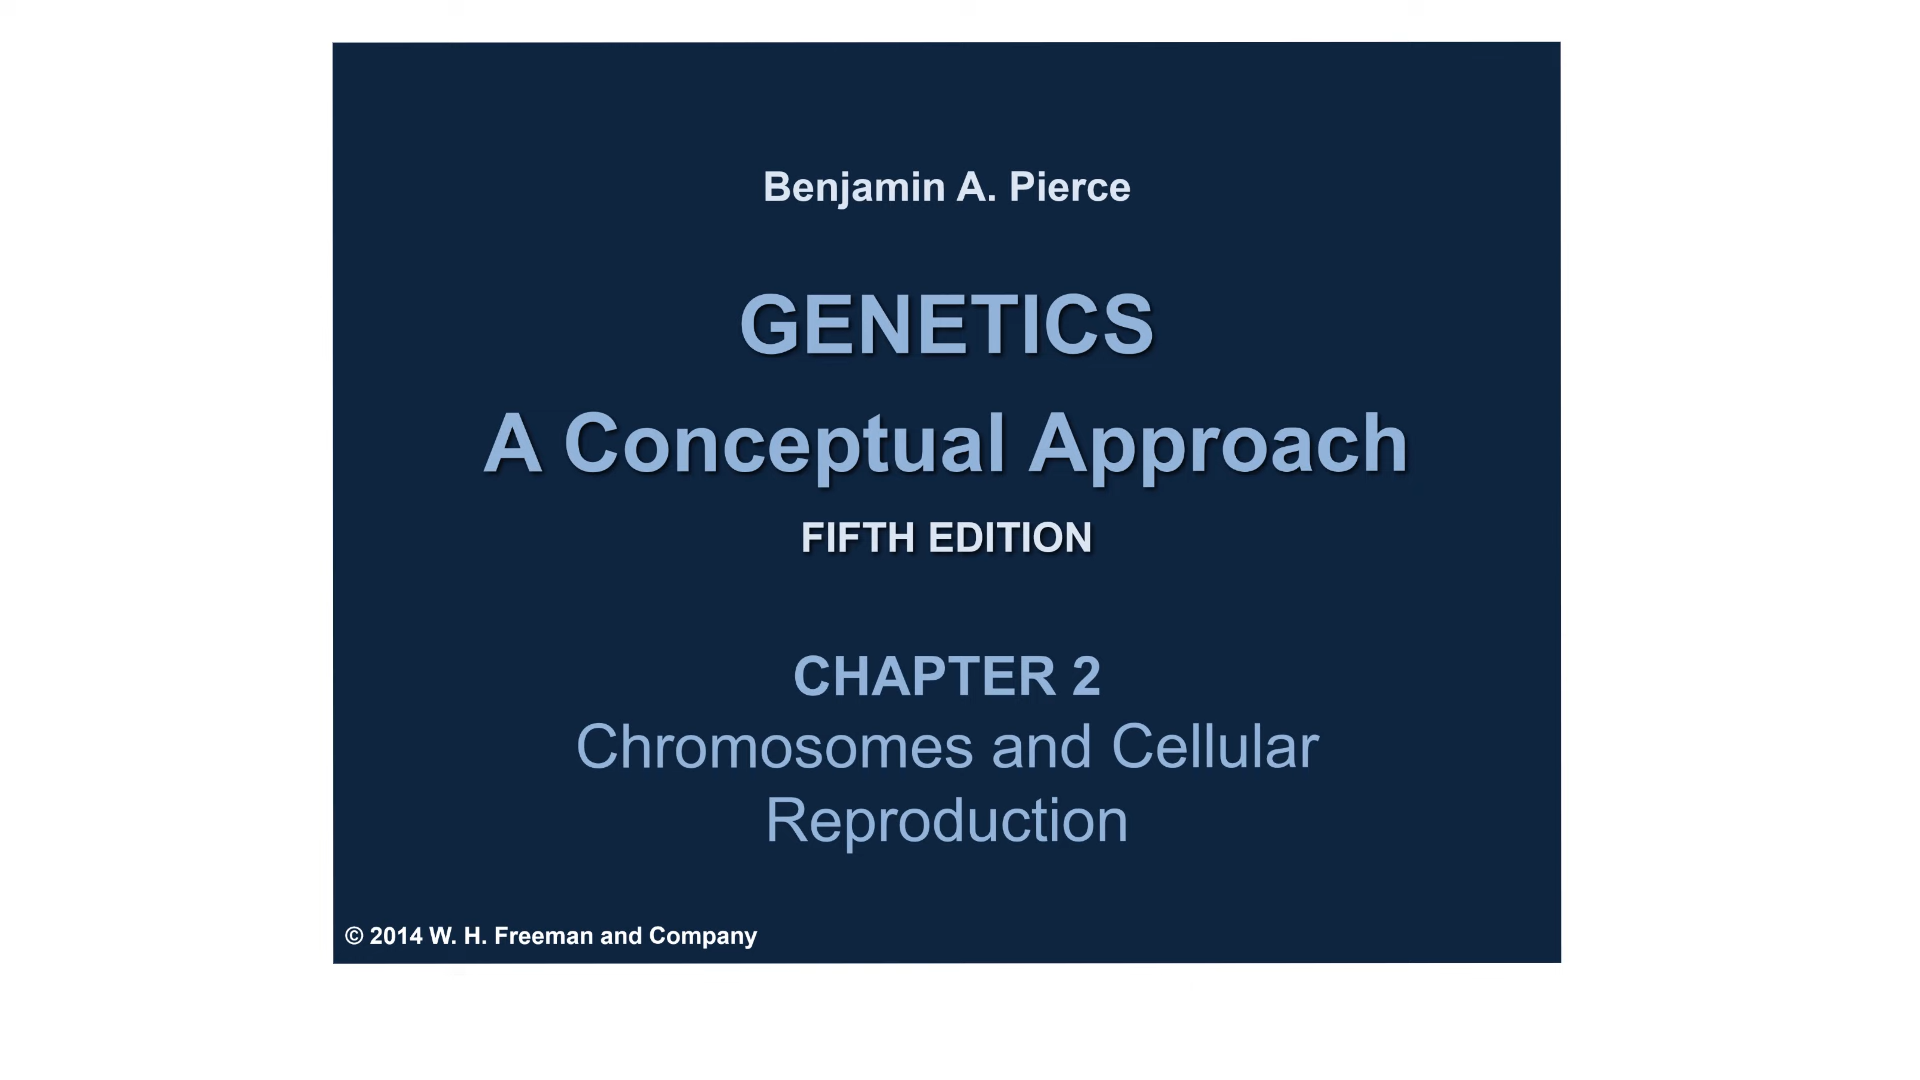 Benjamin A. Pierce
GENETICS
A Conceptual Approach
FIFTH EDITION
CHAPTER 2
Chromosomes and Cellular
Reproduction
© 2014 W. H. Freeman and Company